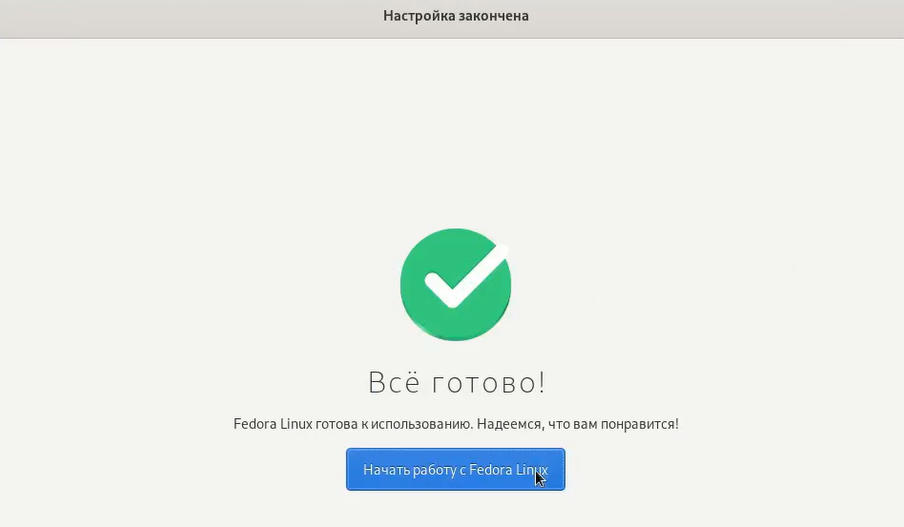 Настройка закончена
Всё готово!
Fedora Linux готова к использованию. Надеемся, что вам понравится!
Начать работу с Fedora Linux